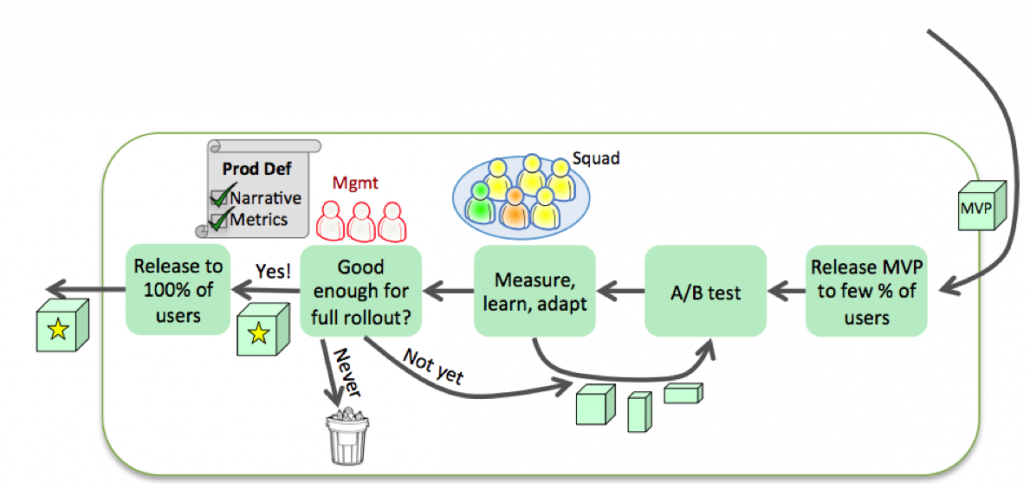 Prod Def
Narrative
Metrics
Mgmt
Squad
MVP
Release to
100% of
users
Yes!
Good
enough for
full rollout?
Measure,
learn, adapt
A/B test
Release MVP
to few % of
users
Never
Not yet